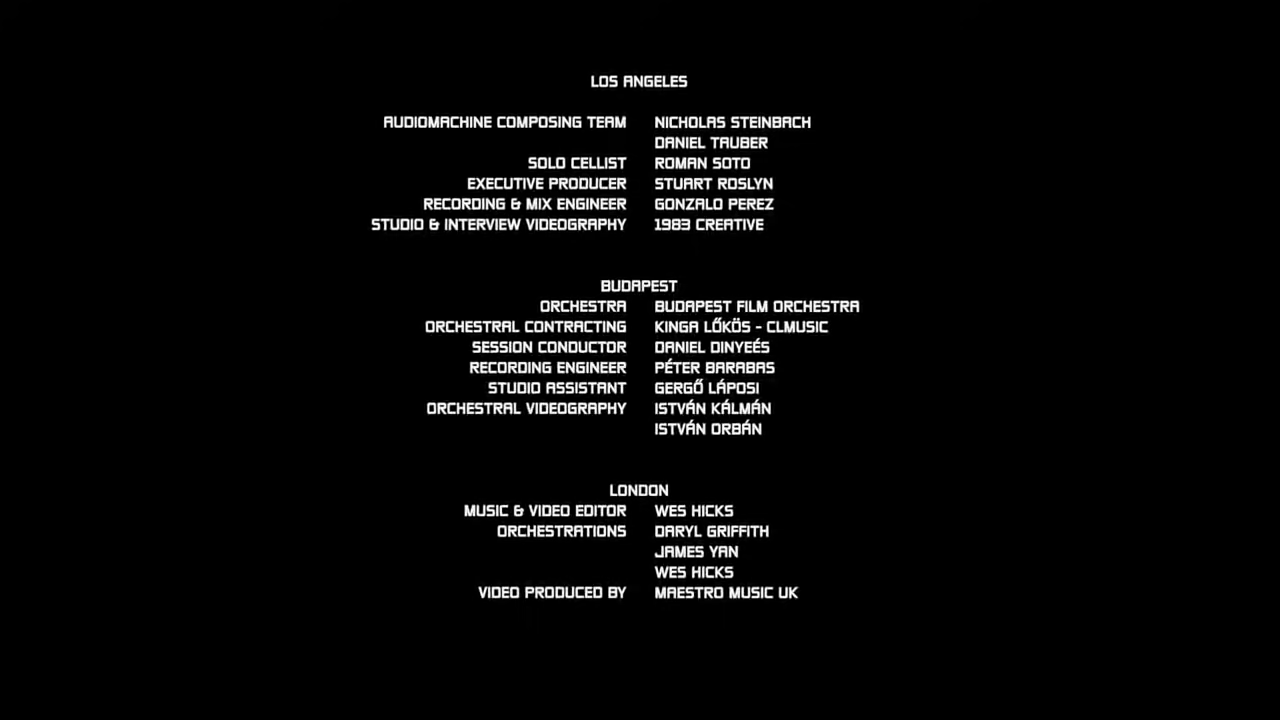 LOS ANGELES
AUDIOMACHINE COMPOSING TEAM NICHOLAS STEINBACH
DANIEL TAUBER
SOLO CELLIST ROMAN SOTO
EXECUTIVE PRODUCER STUART ROSLYN
RECORDING & MIX ENGINEER GONZALO PEREZ
STUDIO & INTERVIEW VIDEOGRAPHY 1983 CREATIVE
BUDAPEST
ORCHESTRA BUDAPEST FILM ORCHESTRA
ORCHESTRAL CONTRACTING KINGA LŐKÖS - CLMUSIC
SESSION CONDUCTOR DANIEL DINYEÉS
RECORDING ENGINEER PÉTER BARABAS
STUDIO ASSISTANT GERGŐ LÁPOSI
ORCHESTRAL VIDEOGRAPHY ISTVÁN KÁLMÁN
ISTVÁN ORBÁN
LONDON
MUSIC & VIDEO EDITOR WES HICKS
ORCHESTRATIONS DARYL GRIFFITH
JAMES YAN
WES HICKS
VIDEO PRODUCED BY MAESTRO MUSIC UK